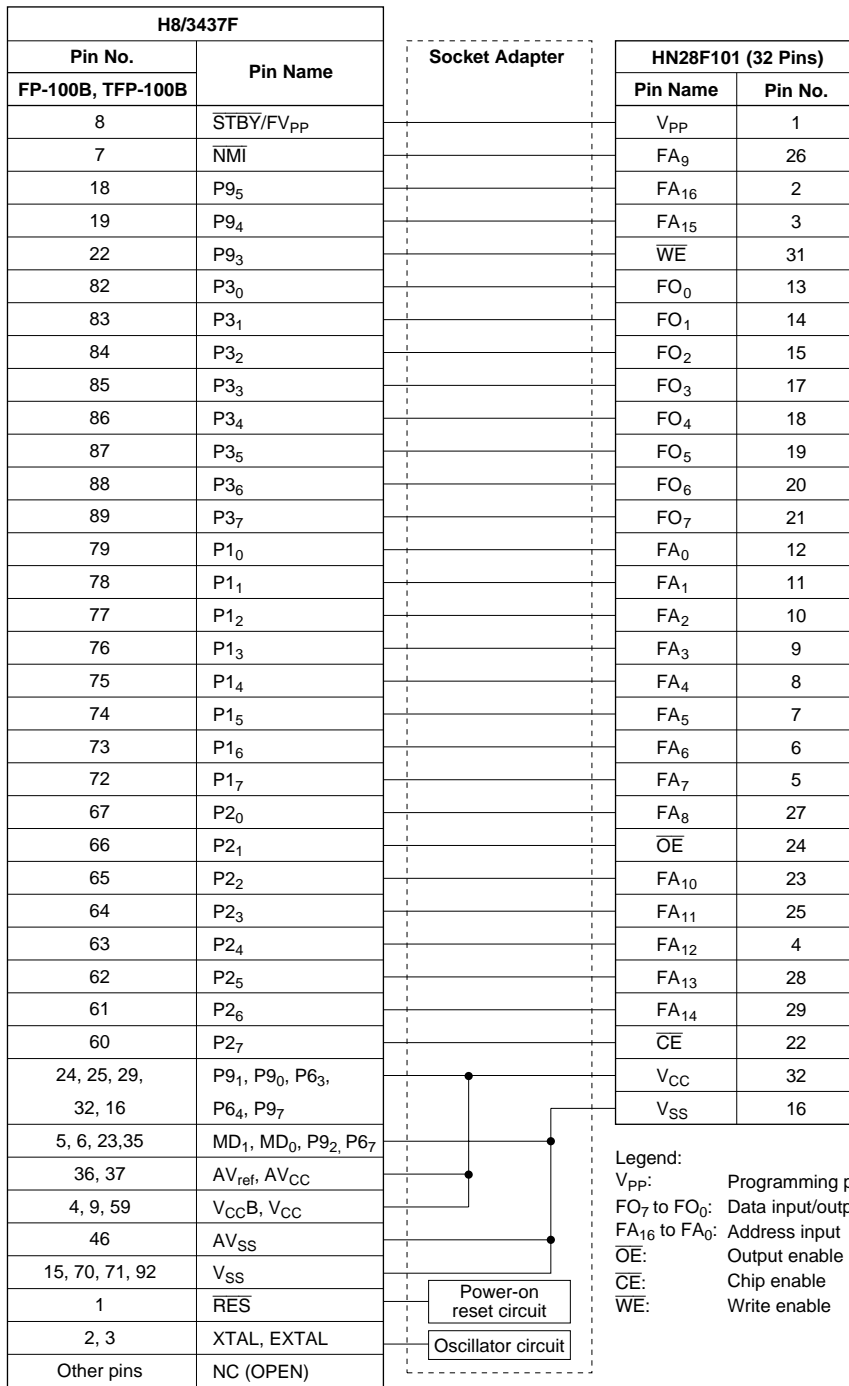 H8/3437F
Pin No. Pin Name Socket Adapter HN28F101 (32 Pins)
FP-100B, TFP-100B Pin Name Pin No.
8 S̅T̅B̅Y̅/FVPP VPP 1
7 N̅M̅I̅ FA9 26
18 P95 FA16 2
19 P94 FA15 3
22 P93 W̅E̅ 31
82 P30 FO0 13
83 P31 FO1 14
84 P32 FO2 15
85 P33 FO3 17
86 P34 FO4 18
87 P35 FO5 19
88 P36 FO6 20
89 P37 FO7 21
79 P10 FA0 12
78 P11 FA1 11
77 P12 FA2 10
76 P13 FA3 9
75 P14 FA4 8
74 P15 FA5 7
73 P16 FA6 6
72 P17 FA7 5
67 P20 FA8 27
66 P21 O̅E̅ 24
65 P22 FA10 23
64 P23 FA11 25
63 P24 FA12 4
62 P25 FA13 28
61 P26 FA14 29
60 P27 C̅E̅ 22
24, 25, 29, P91, P90, P63, VCC 32
32, 16 P64, P97 VSS 16
5, 6, 23,35 MD1, MD0, P92, P67
36, 37 AVref, AVCC
4, 9, 59 VCCB, VCC
46 AVSS
15, 70, 71, 92 VSS
1 R̅E̅S̅ Power-on
reset circuit
2, 3 XTAL, EXTAL Oscillator circuit
Other pins NC (OPEN)
Legend:
VPP: Programming
FO7 to FO0: Data
FA16 to FA0: Address input
O̅E̅: Output enable
C̅E̅: Chip enable
W̅E̅: Write enable